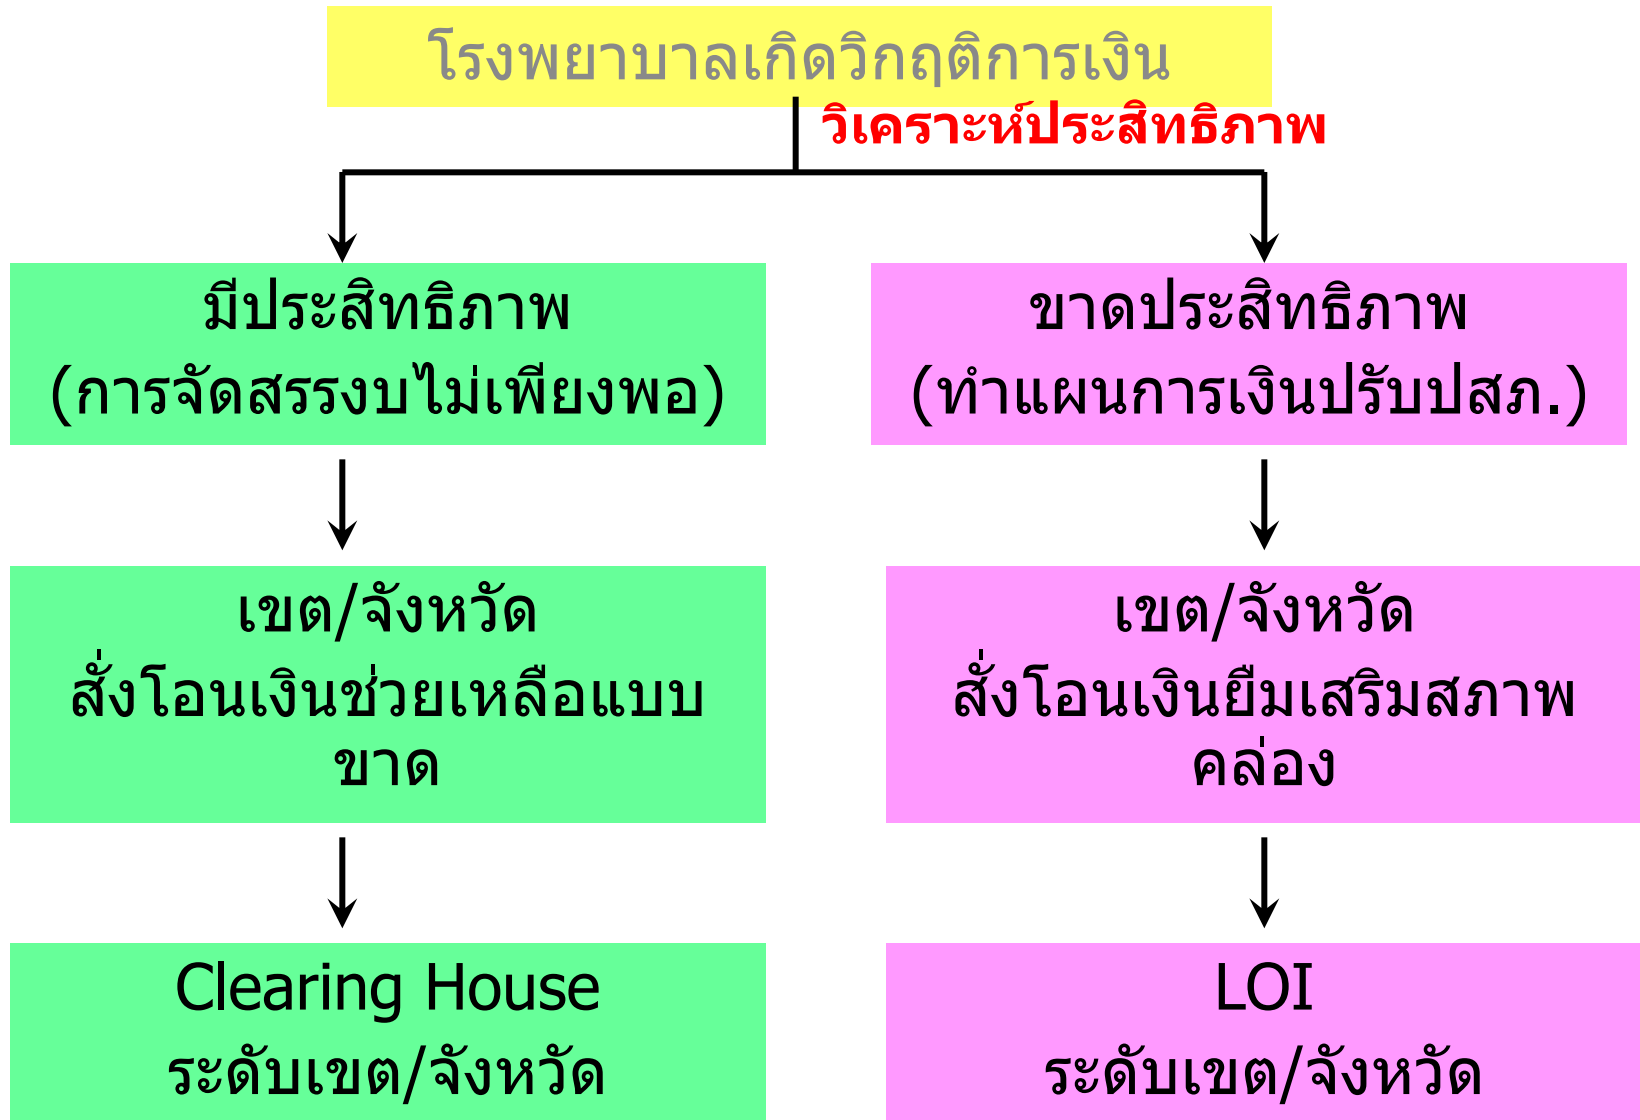 โรงพยาบาลเกิดวิกฤติการเงิน
วิเคราะห์ประสิทธิภาพ
มีประสิทธิภาพ
(การจัดสรรงบไม่เพียงพอ)
ขาดประสิทธิภาพ
(ทำแผนการเงินปรับปสภ.)
เขต/จังหวัด
สั่งโอนเงินช่วยเหลือแบบ
ขาด
เขต/จังหวัด
สั่งโอนเงินยืมเสริมสภาพ
คล่อง
Clearing House
ระดับเขต/จังหวัด
LOI
ระดับเขต/จังหวัด